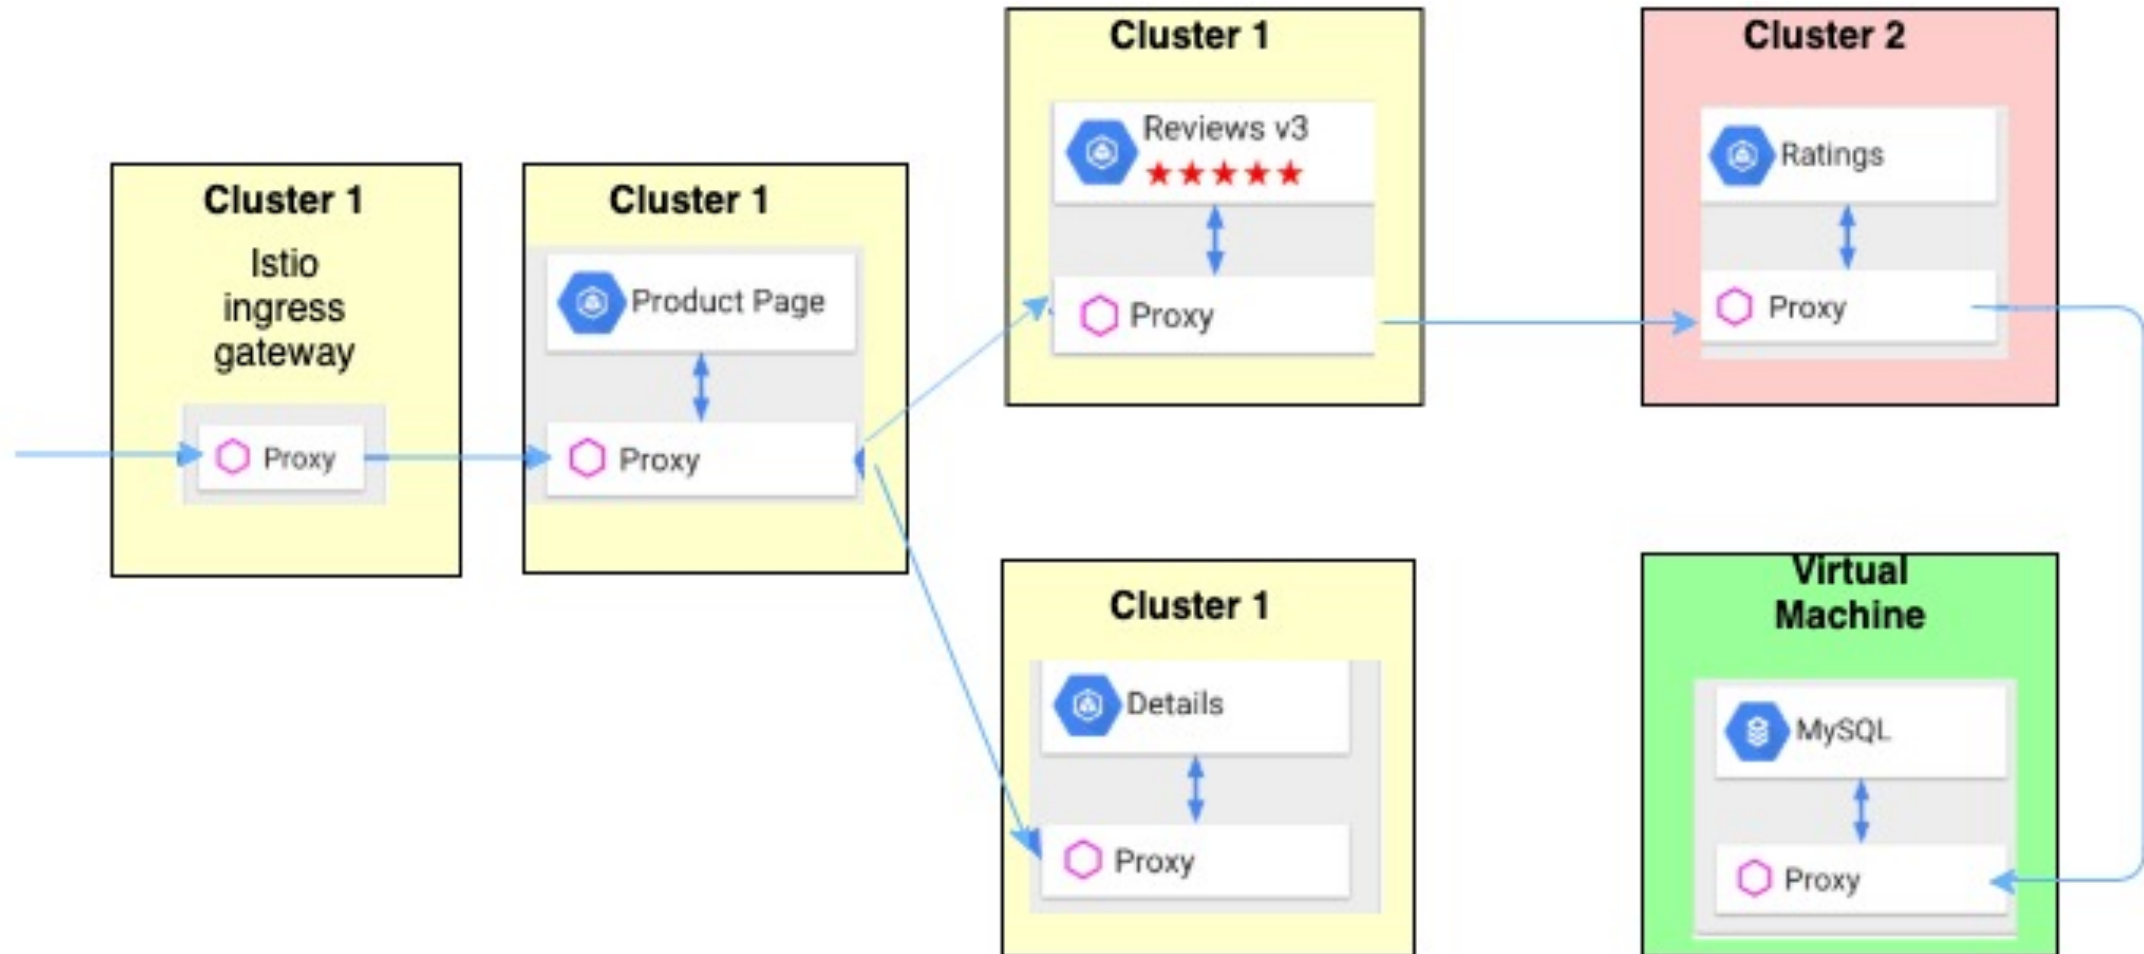 Cluster 1
Istio
ingress
gateway
Proxy
Cluster 1
Product Page
Proxy
Cluster 1
Reviews v3
Proxy
Cluster 1
Details
Proxy
Cluster 2
Ratings
Proxy
Virtual
Machine
MySQL
Proxy